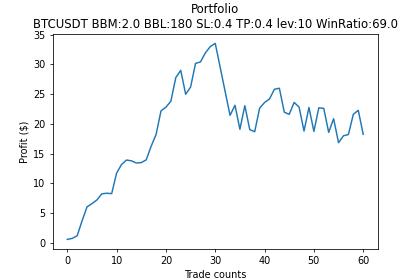 Portfolio
BTCUSDT BBM:2.0 BBL:180 SL:0.4 TP:0.4 lev:10 WinRatio:69.0
35
30
25
20
15
10
5
0
Profit ($)
0 10 20 30 40 50 60
Trade counts